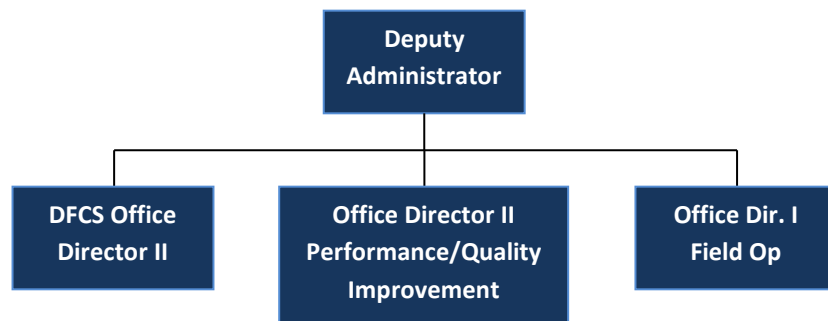 Deputy
Administrator
DFCS Office
Director II
Office Director II
Performance/Quality
Improvement
Office Dir. I
Field Op